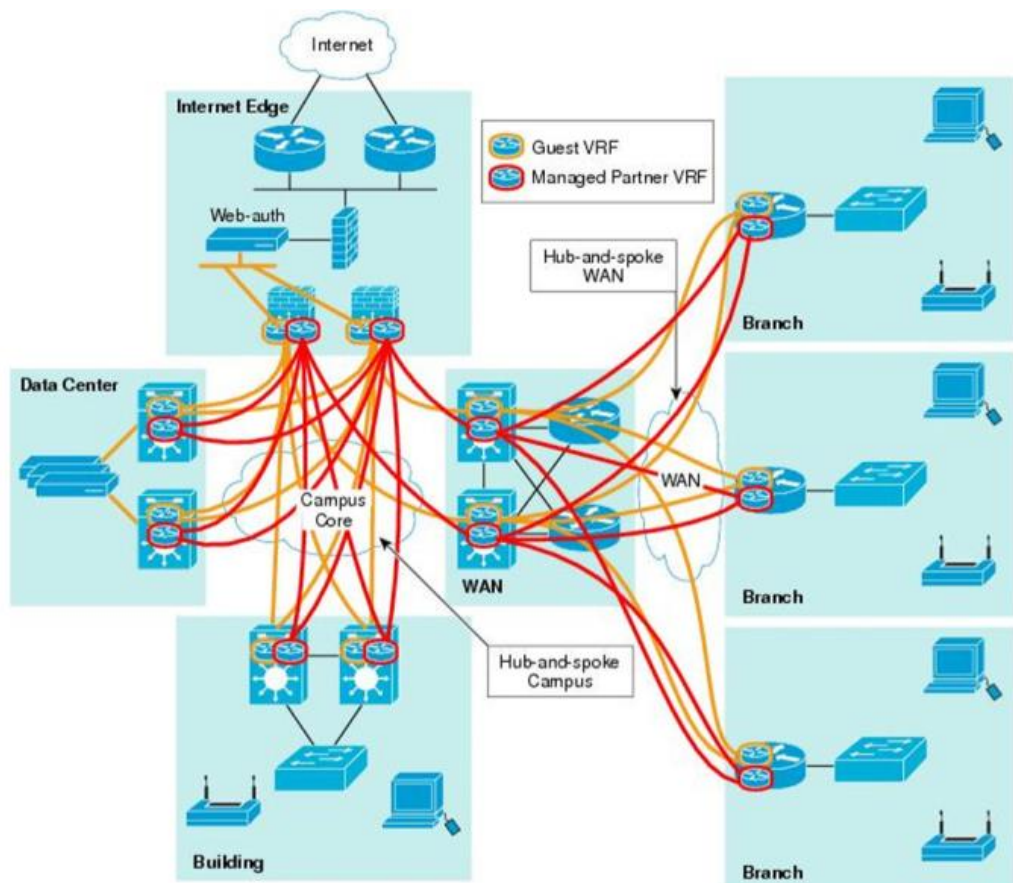 Internet
Internet Edge
Guest VRF
Managed Partner VRF
Web-auth
Hub-and-spoke
WAN
Branch
Data Center
Campus
Core
WAN
WAN
Branch
Hub-and-spoke
Campus
Building
Branch